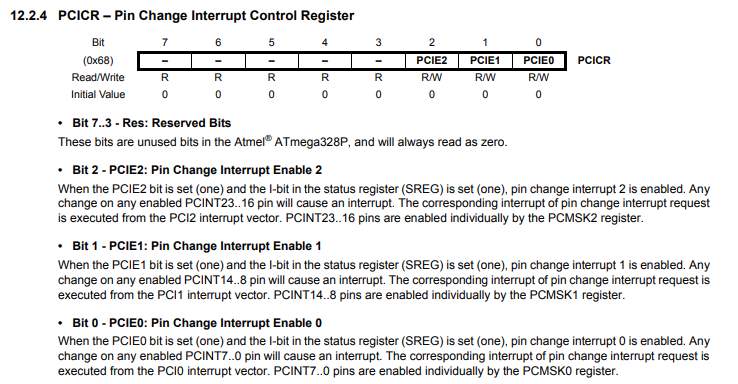 12.2.4 PCICR – Pin Change Interrupt Control Register
Bit 7 6 5 4 3 2 1 0
(0x68) – – – – – PCIE2 PCIE1 PCIE0 PCICR
Read/Write R R R R R R/W R/W R/W
Initial Value 0 0 0 0 0 0 0 0
• Bit 7..3 - Res: Reserved Bits
These bits are unused bits in the Atmel® ATmega328P, and will always read as zero.
• Bit 2 - PCIE2: Pin Change Interrupt Enable 2
When the PCIE2 bit is set (one) and the I-bit in the status register (SREG) is set (one), pin change interrupt 2 is enabled. Any
change on any enabled PCINT23..16 pin will cause an interrupt. The corresponding interrupt of pin change interrupt request
is executed from the PCI2 interrupt vector. PCINT23..16 pins are enabled individually by the PCMSK2 register.
• Bit 1 - PCIE1: Pin Change Interrupt Enable 1
When the PCIE1 bit is set (one) and the I-bit in the status register (SREG) is set (one), pin change interrupt 1 is enabled. Any
change on any enabled PCINT14..8 pin will cause an interrupt. The corresponding interrupt of pin change interrupt request is
executed from the PCI1 interrupt vector. PCINT14..8 pins are enabled individually by the PCMSK1 register.
• Bit 0 - PCIE0: Pin Change Interrupt Enable 0
When the PCIE0 bit is set (one) and the I-bit in the status register (SREG) is set (one), pin change interrupt 0 is enabled. Any
change on any enabled PCINT7..0 pin will cause an interrupt. The corresponding interrupt of pin change interrupt request is
executed from the PCI0 interrupt vector. PCINT7..0 pins are enabled individually by the PCMSK0 register.